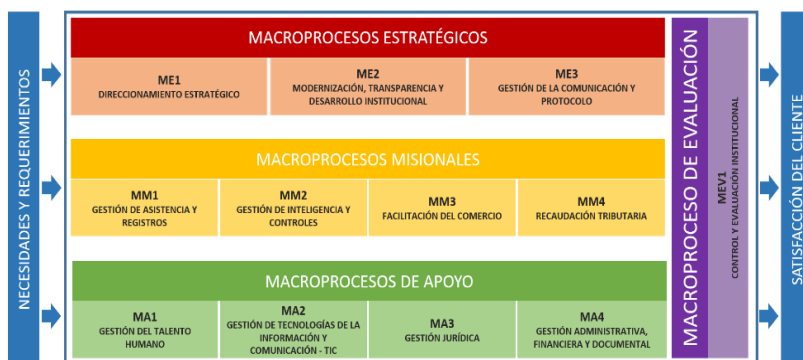 NECESIDADES Y REQUERIMIENTOS
MACROPROCESOS ESTRATÉGICOS
ME1
DIRECCIONAMIENTO ESTRATÉGICO
ME2
MODERNIZACIÓN, TRANSPARENCIA Y
DESARROLLO INSTITUCIONAL
ME3
GESTIÓN DE LA COMUNICACIÓN Y
PROTOCOLO
MACROPROCESOS MISIONALES
MM1
GESTIÓN DE ASISTENCIA Y
REGISTROS
MM2
GESTIÓN DE INTELIGENCIA Y
CONTROLES
MM3
FACILITACIÓN DEL COMERCIO
MM4
RECAUDACIÓN TRIBUTARIA
MACROPROCESOS DE APOYO
MA1
GESTIÓN DEL TALENTO
HUMANO
MA2
GESTIÓN DE TECNOLOGÍAS DE LA
INFORMACIÓN Y
COMUNICACIÓN - TIC
MA3
GESTIÓN JURÍDICA
MA4
GESTIÓN ADMINISTRATIVA,
FINANCIERA Y DOCUMENTAL
MACROPROCESO DE EVALUACIÓN
MEV1
CONTROL Y EVALUACIÓN INSTITUCIONAL
SATISFACCIÓN DEL CLIENTE